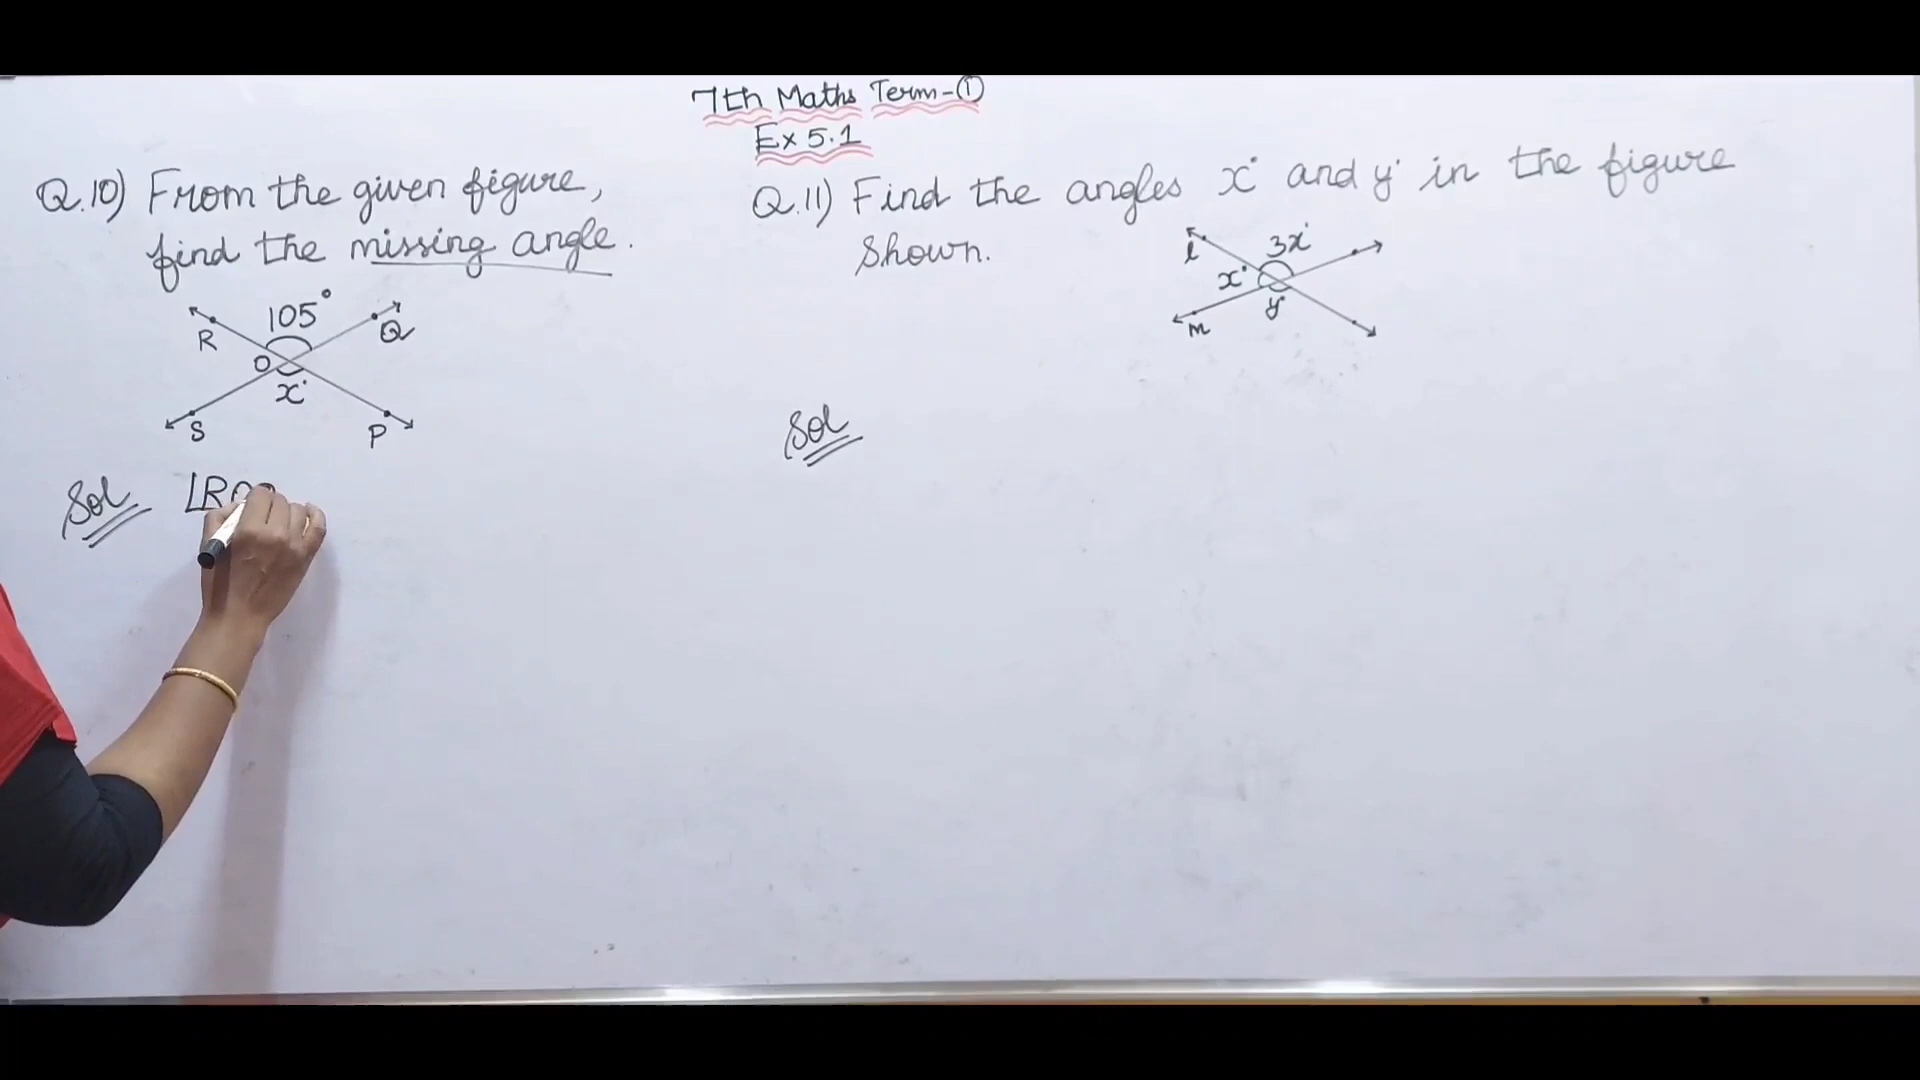 7th Maths Term-①
Ex 5.1
Q.10) From the given figure,
find the missing angle.
R 105° Q
O
x°
S P
Sol ∠RO
Q.11) Find the angles x° and y° in the figure
shown.
l 3x°
x°
m y°
Sol